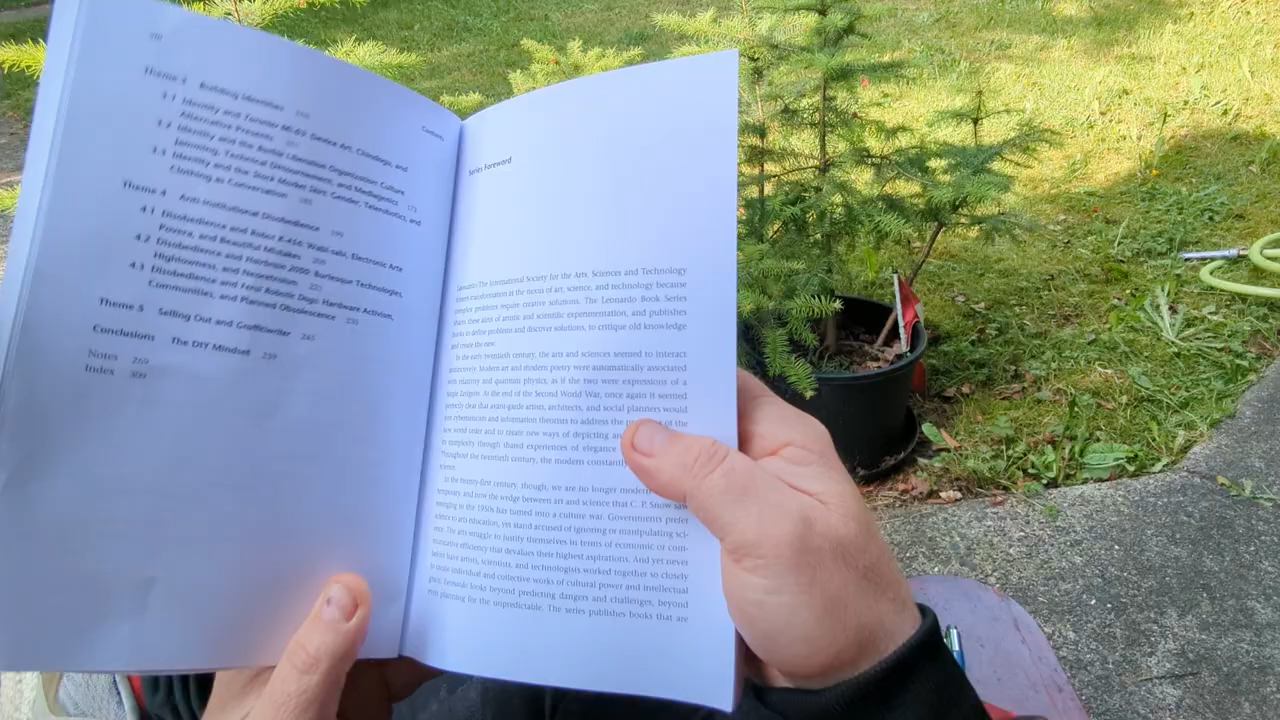 Contents
Theme 3 Building Identities
3.1 Identity and Device Art, Chindogu, and
Alternative Presents
3.2 Identity and the Barbie Liberation Organization: Culture
Jamming, Technical Détournement, and
3.3 Identity and the Stock Market Skirt: Gender, Telerobotics, and
Clothing as Conversation
Theme 4 Anti-Institutional Disobedience
4.1 Disobedience and Robot K-456: Wabi-sabi, Electronic Arte
Povera, and Beautiful Mistakes
4.2 Disobedience and 2000: Burlesque Technologies,
and
4.3 Disobedience and Feral Robotic Dogs: Hardware Activism,
Communities, and Planned Obsolescence 235
Theme 5 Selling Out and Graffitiwriter 245
Conclusions The DIY Mindset 259
Notes 269
Index 309
Series Foreword
Leonardo/The International Society for the Arts, Sciences and Technology
transformation at the nexus of art, science, and technology because
complex problems require creative solutions. The Leonardo Book Series
shares these aims of artistic and scientific experimentation, and publishes
books to define problems and discover solutions, to critique old knowledge
and create the new.
In the early twentieth century, the arts and sciences seemed to interact
instinctively. Modern art and modern poetry were automatically associated
with relativity and quantum physics, as if the two were expressions of a
single Zeitgeist. At the end of the Second World War, once again it seemed
perfectly clear that avant-garde artists, architects, and social planners would
join cyberneticists and information theorists to address the of the
new world order and to create new ways of depicting and
its complexity through shared experiences of elegance
Throughout the twentieth century, the modern constantly
science.
In the twenty-first century, though, we are no longer modern
temporary and now the wedge between art and science that C. P. Snow saw
emerging in the 1950s has turned into a culture war. Governments prefer
science to arts education, yet stand accused of ignoring or manipulating sci-
ence. The arts struggle to justify themselves in terms of economic or com-
municative efficiency that devalues their highest aspirations. And yet never
before have artists, scientists, and technologists worked together so closely
to create individual and collective works of cultural power and intellectual
grace. Leonardo looks beyond predicting dangers and challenges, beyond
even planning for the unpredictable. The series publishes books that are